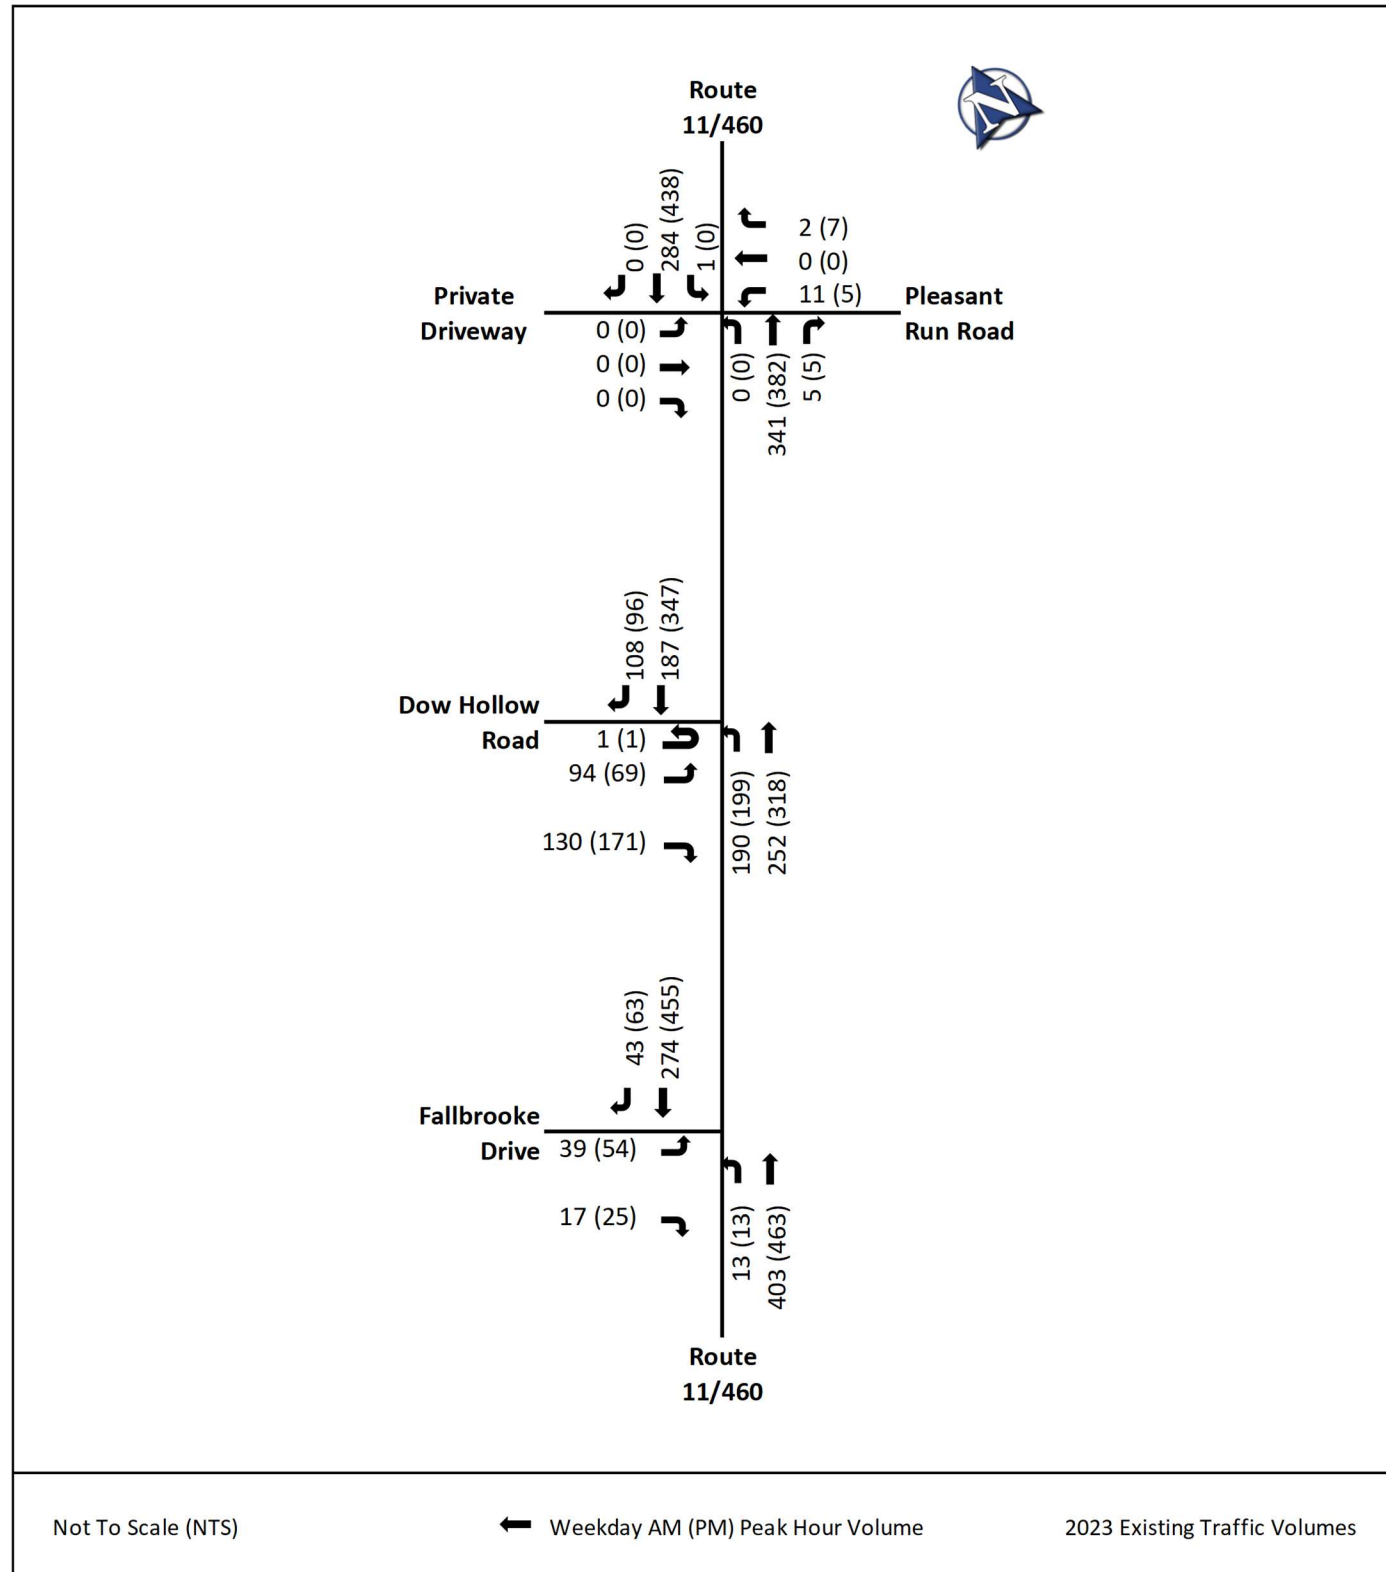 Route
11/460
N
0 (0)
284 (438)
1 (0)
2 (7)
0 (0)
11 (5)
Private
Driveway
Pleasant
Run Road
0 (0)
0 (0)
0 (0)
0 (0)
341 (382)
5 (5)
108 (96)
187 (347)
Dow Hollow
Road
1 (1)
94 (69)
130 (171)
190 (199)
252 (318)
43 (63)
274 (455)
Fallbrooke
Drive
39 (54)
17 (25)
13 (13)
403 (463)
Route
11/460
Not To Scale (NTS)
Weekday AM (PM) Peak Hour Volume
2023 Existing Traffic Volumes